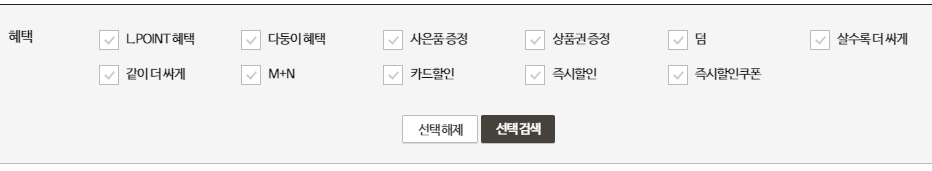 혜택 L.POINT 혜택 다둥이 혜택 사은품 증정 상품권 증정 덤 살수록 더 싸게
같이 더 싸게 M+N 카드할인 즉시할인 즉시할인쿠폰
선택해제 선택검색